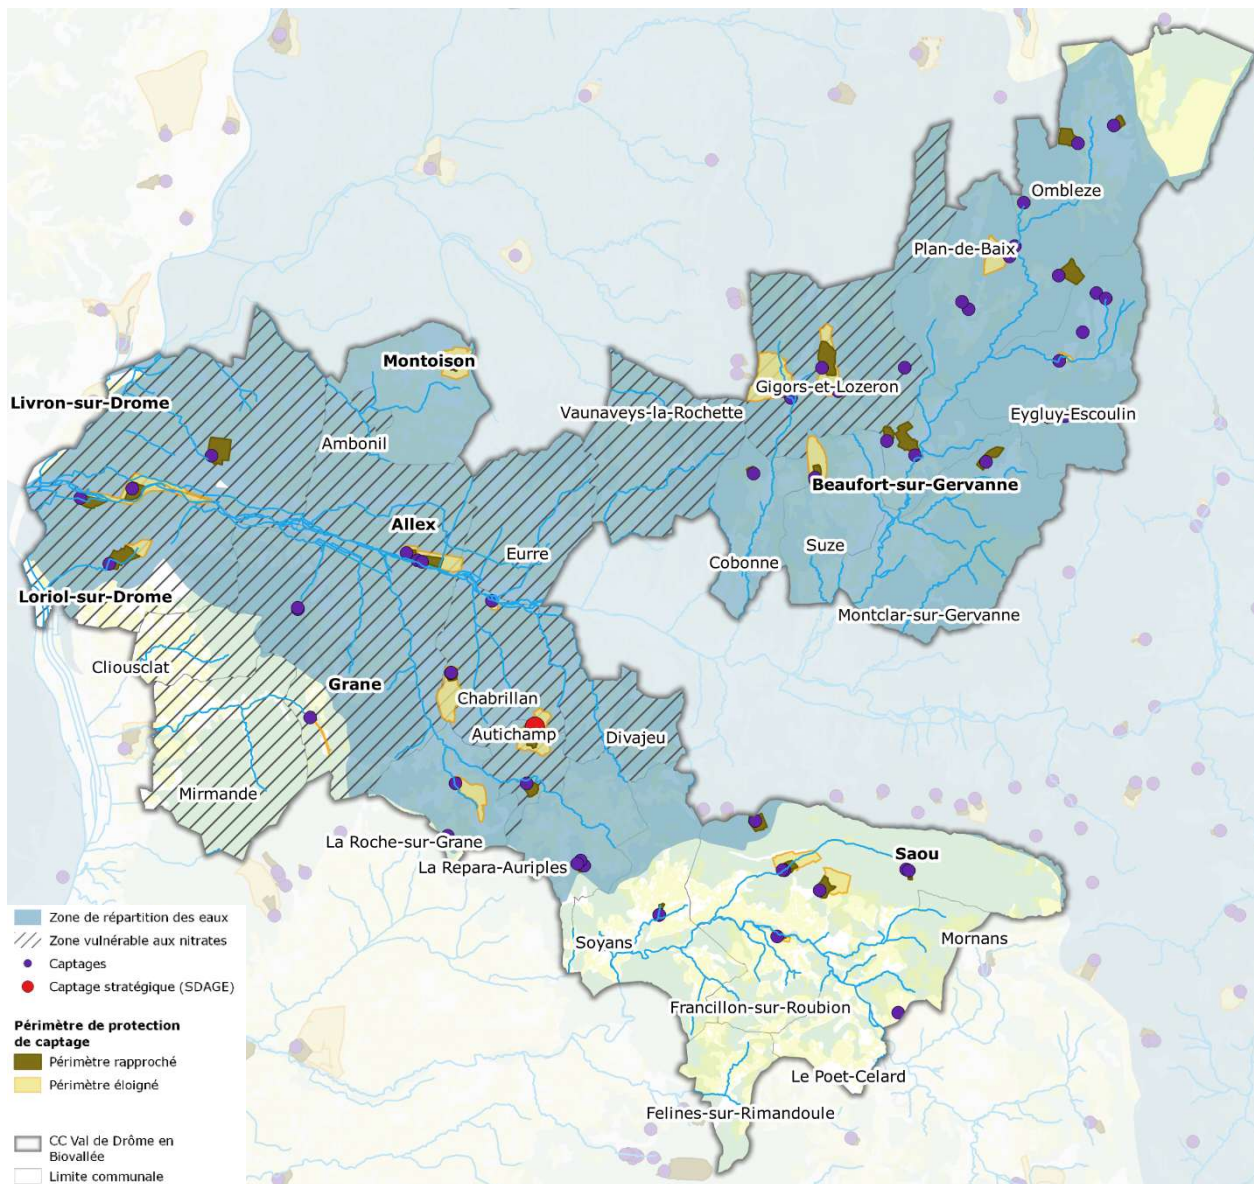 Ombleze
Plan-de-Baix
Montoison
Livron-sur-Drome
Gigors-et-Lozeron
Vaunaveys-la-Rochette
Eygluy-Escoulin
Ambonil
Beaufort-sur-Gervanne
Allex
Eurre
Suze
Cobonne
Loriol-sur-Drome
Montclar-sur-Gervanne
Cliousclat
Grane
Chabrillan
Autichamp
Divajeu
Mirmande
La Roche-sur-Grane
Saou
La Repara-Auriples
Soyans
Mornans
Francillon-sur-Roubion
Le Poet-Celard
Felines-sur-Rimandoule
Zone de répartition des eaux
Zone vulnérable aux nitrates
Captages
Captage stratégique (SDAGE)
Périmètre de protection
de captage
Périmètre rapproché
Périmètre éloigné
CC Val de Drôme en
Biovallée
Limite communale